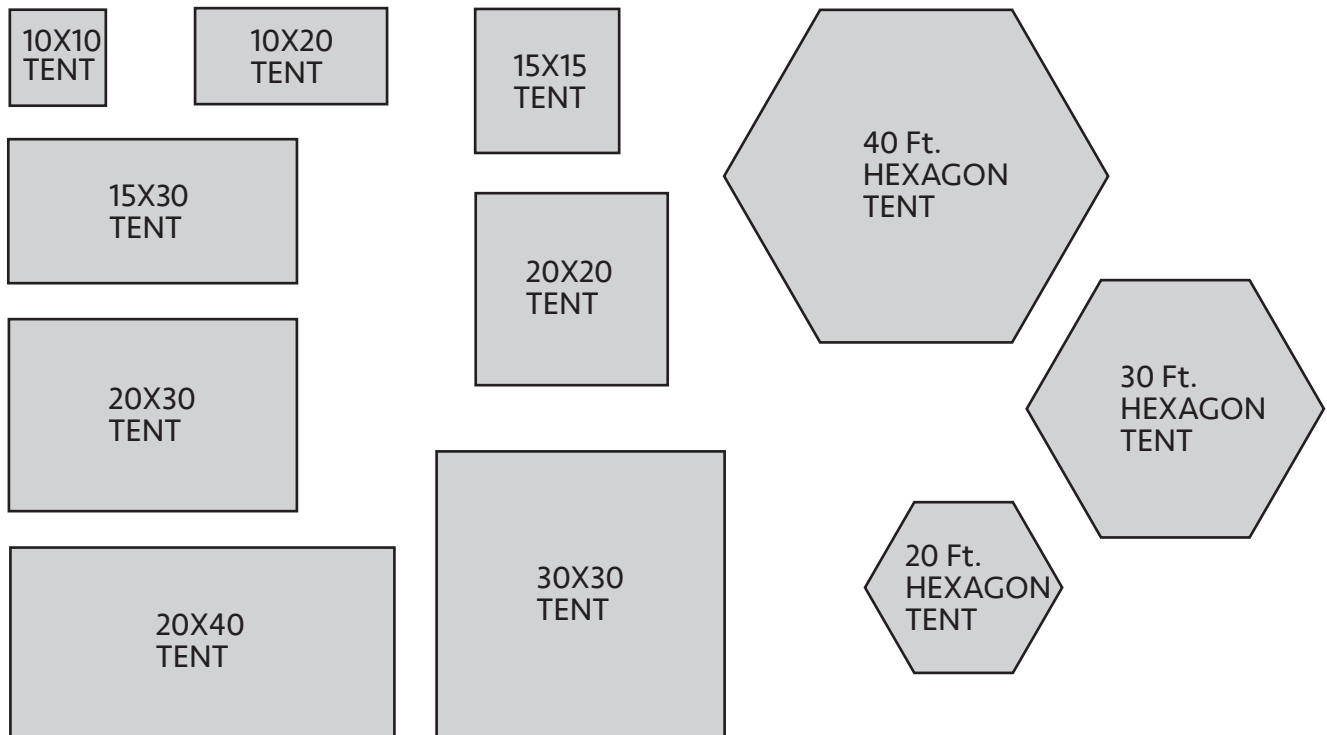 10X10
TENT
10X20
TENT
15X15
TENT
40 Ft.
HEXAGON
TENT
15X30
TENT
20X20
TENT
30 Ft.
HEXAGON
TENT
20X30
TENT
20 Ft.
HEXAGON
TENT
30X30
TENT
20X40
TENT